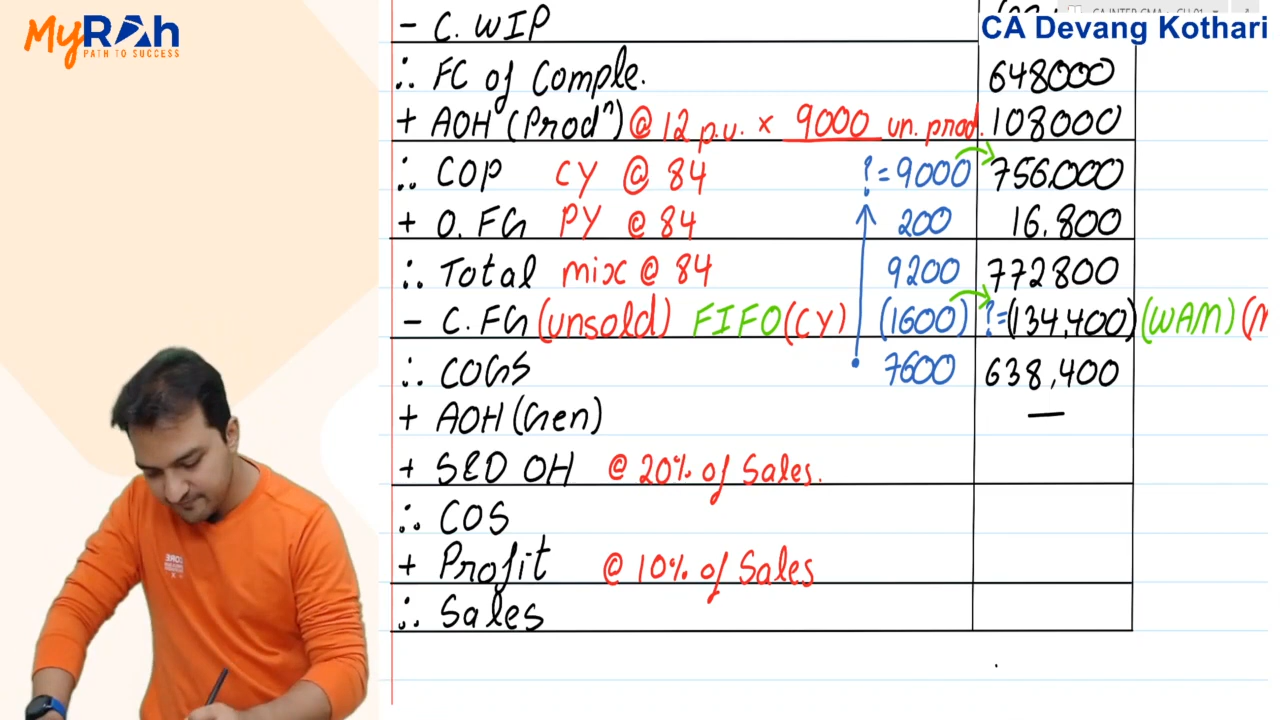 MyRAh
PATH TO SUCCESS
CA Devang Kothari
- C. WIP
∴ FC of Comple. 648000
+ AOH (Prodⁿ) @ 12 p.u. × 9000 un. prod. 108000
∴ COP CY @ 84 ? = 9000 756.000
+ O. FG PY @ 84 200 16.800
∴ Total mix @ 84 9200 772800
- C. FG (unsold) FIFO (CY) (1600) ? = (134,400) (WAM)
∴ COGS 7600 638,400
+ AOH (Gen) —
+ S&D OH @ 20% of Sales.
∴ COS
+ Profit @ 10% of Sales
∴ Sales